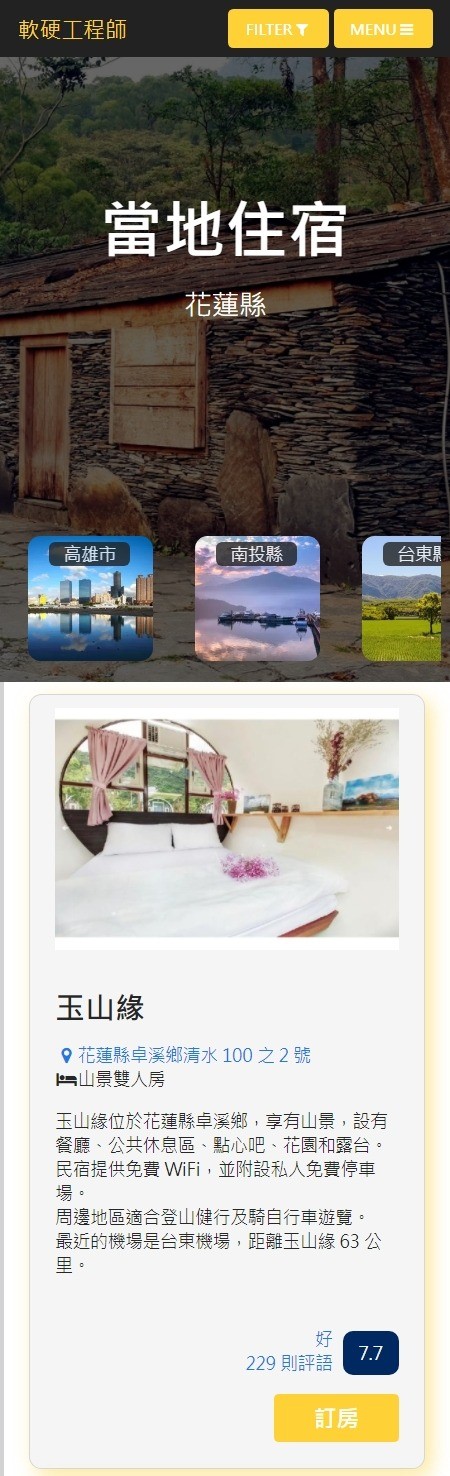 軟硬工程師
FILTER
MENU
當地住宿
花蓮縣
高雄市
南投縣
台東縣
玉山緣
花蓮縣卓溪鄉清水 100 之 2 號
山景雙人房
玉山緣位於花蓮縣卓溪鄉，享有山景，設有
餐廳、公共休息區、點心吧、花園和露台。
民宿提供免費 WiFi，並附設私人免費停車
場。
周邊地區適合登山健行及騎自行車遊覽。
最近的機場是台東機場，距離玉山緣 63 公
里。
好
229 則評語
7.7
訂房